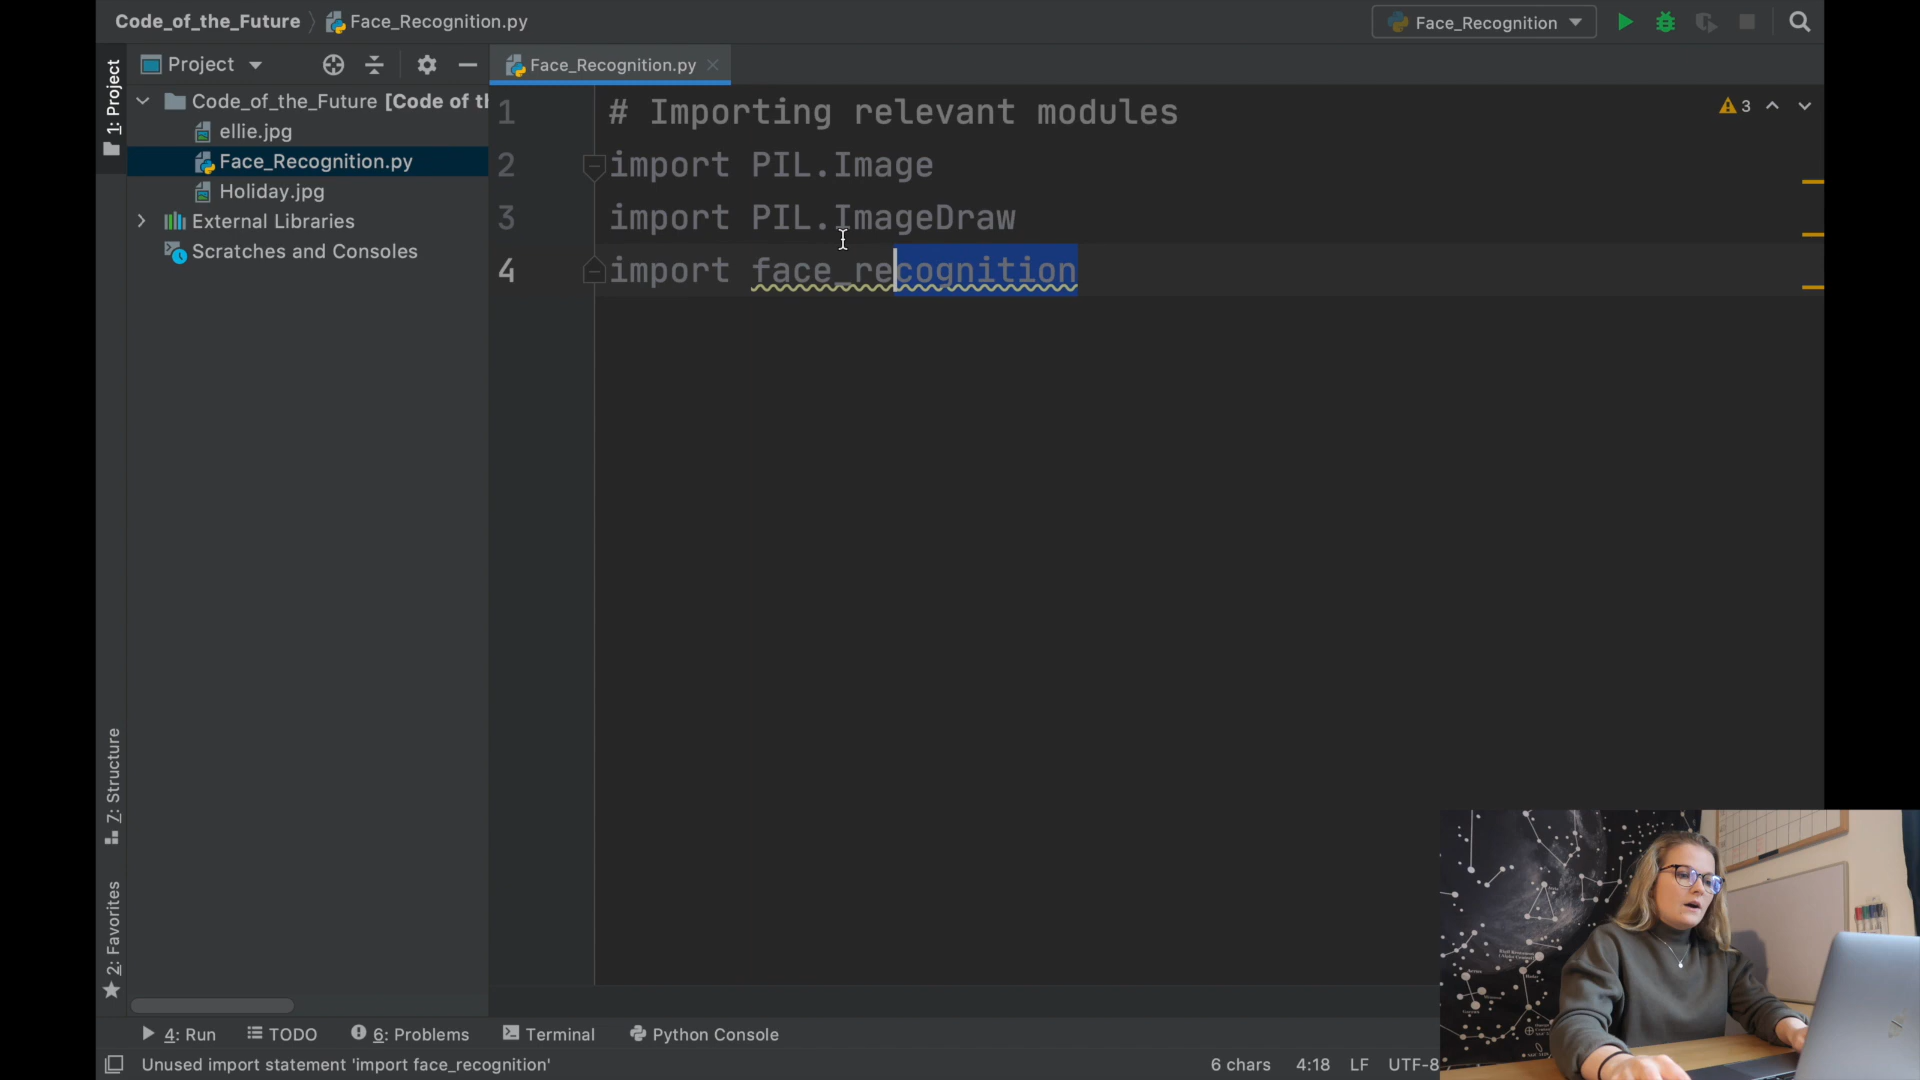 Code_of_the_Future
Face_Recognition.py
Face_Recognition
1: Project
Project
Face_Recognition.py
Code_of_the_Future [Code of th
ellie.jpg
Face_Recognition.py
Holiday.jpg
External Libraries
Scratches and Consoles
3
1 # Importing relevant modules
2 import PIL.Image
3 import PIL.ImageDraw
4 import face_recognition
Z: Structure
2: Favorites
4: Run
TODO
6: Problems
Terminal
Python Console
Unused import statement 'import face_recognition'
6 chars
4:18
LF
UTF-8